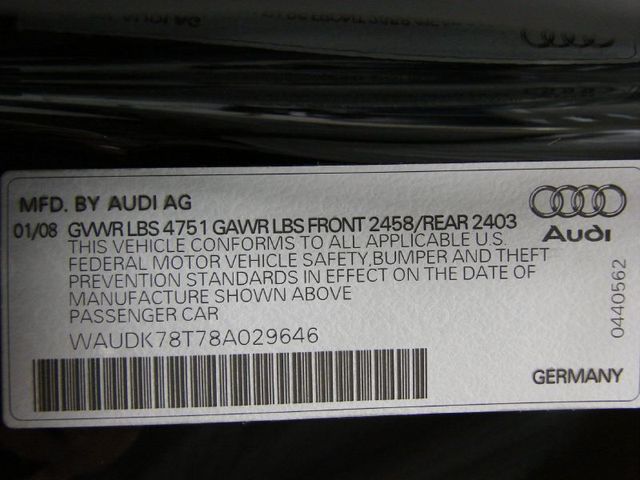 MFD. BY AUDI AG
01/08 GVWR LBS 4751 GAWR LBS FRONT 2458/REAR 2403
THIS VEHICLE CONFORMS TO ALL APPLICABLE U.S.
FEDERAL MOTOR VEHICLE SAFETY, BUMPER AND THEFT
PREVENTION STANDARDS IN EFFECT ON THE DATE OF
MANUFACTURE SHOWN ABOVE
PASSENGER CAR
WAUDK78T78A029646
Audi
0440562
GERMANY